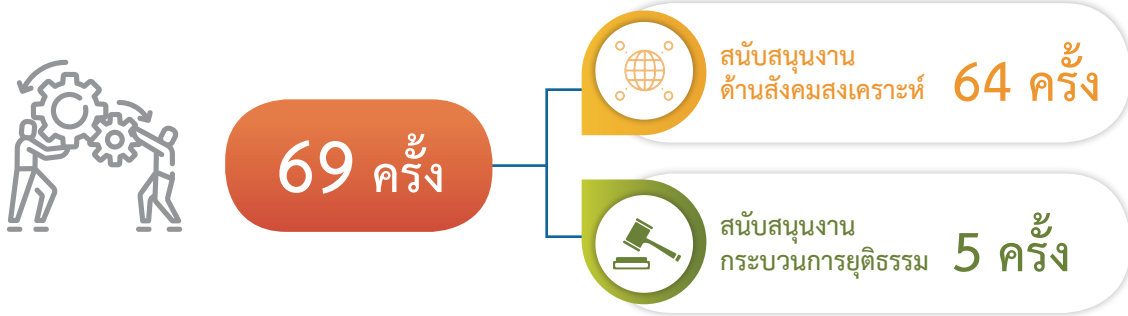 69 ครั้ง
สนับสนุนงาน
ด้านสังคมสงเคราะห์
64 ครั้ง
สนับสนุนงาน
กระบวนการยุติธรรม
5 ครั้ง